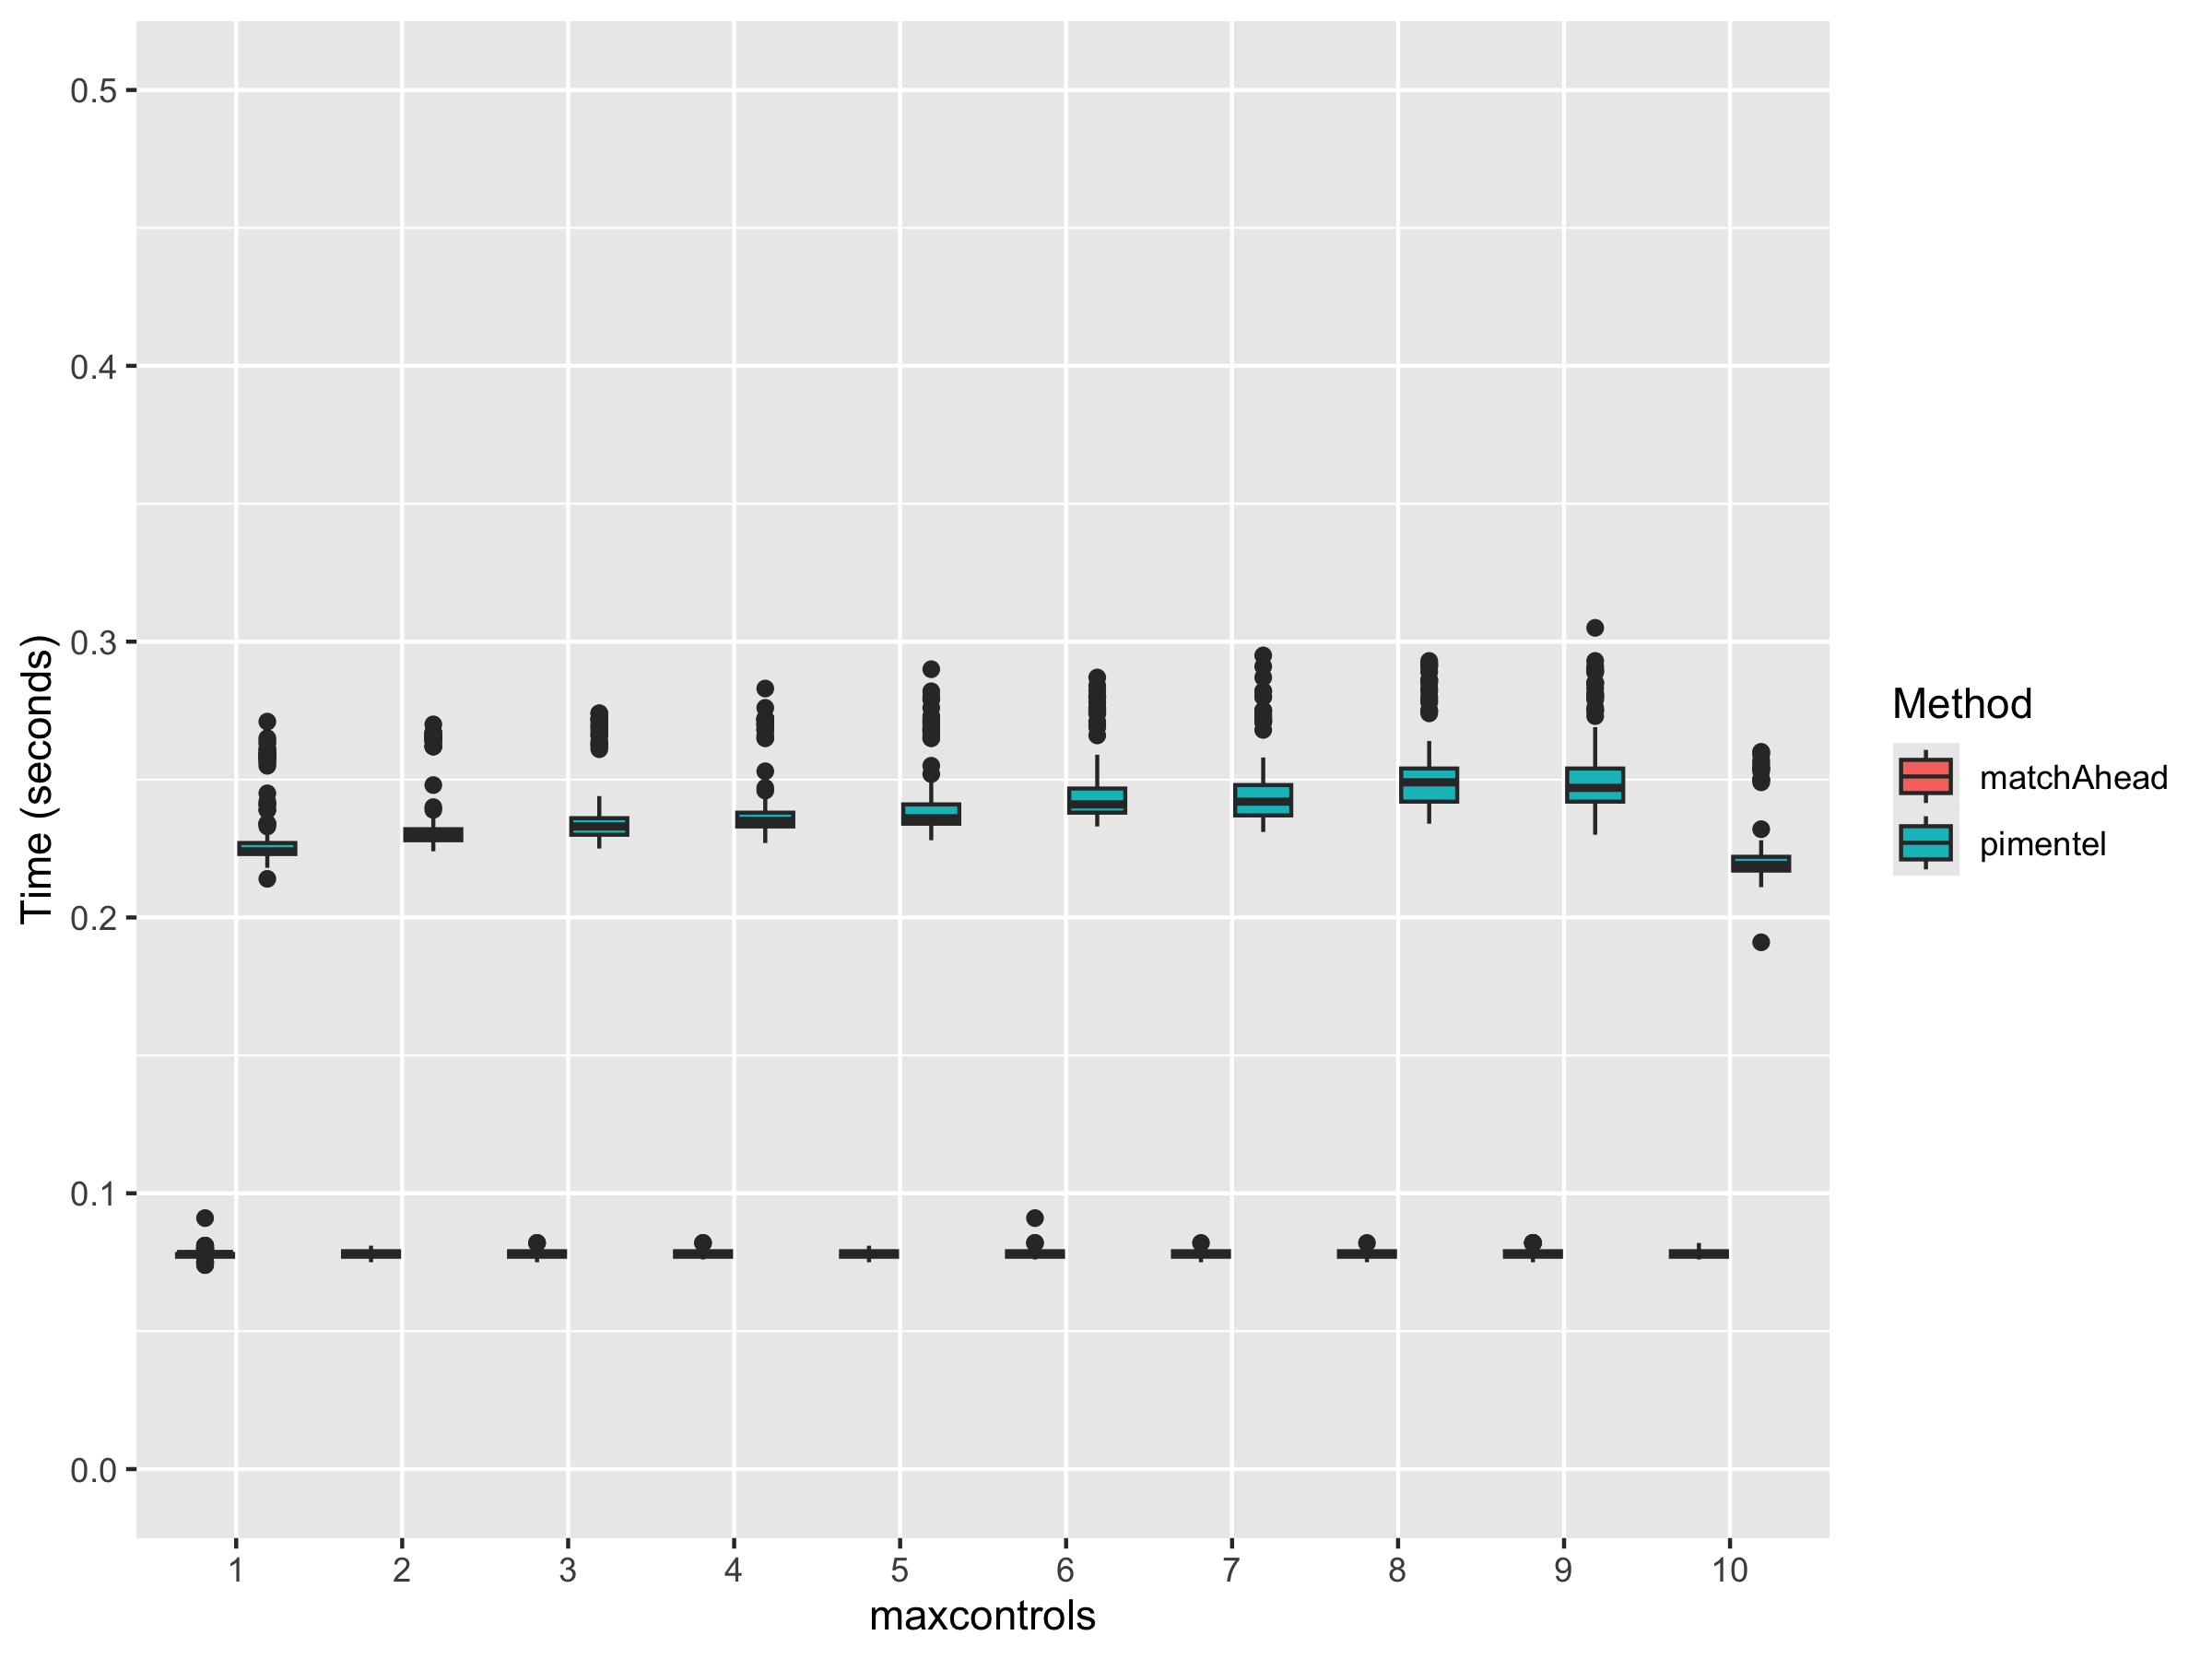 Time (seconds)
0.5
0.4
0.3
0.2
0.1
0.0
1 2 3 4 5 6 7 8 9 10
maxcontrols
Method
matchAhead
pimentel